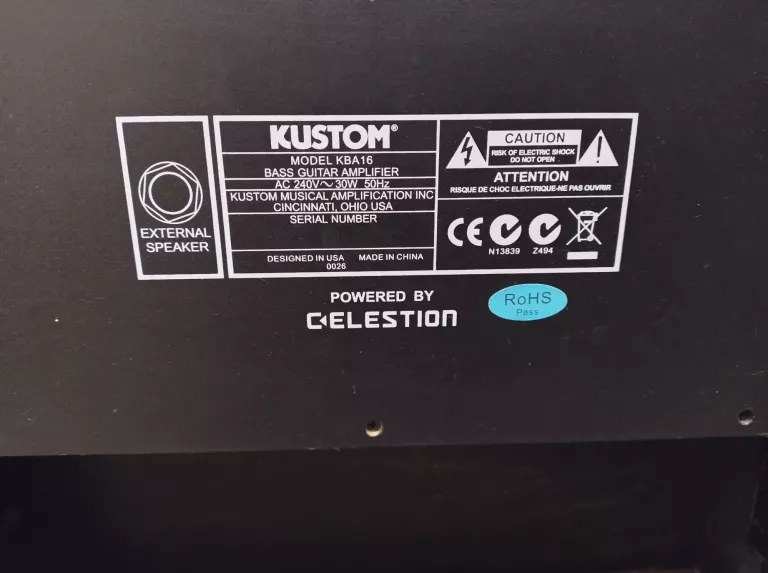 EXTERNAL
SPEAKER
KUSTOM®
MODEL KBA16
BASS GUITAR AMPLIFIER
AC 240V～30W 50Hz
KUSTOM MUSICAL AMPLIFICATION INC
CINCINNATI, OHIO USA
SERIAL NUMBER
DESIGNED IN USA MADE IN CHINA
0026
CAUTION
RISK OF ELECTRIC SHOCK
DO NOT OPEN
ATTENTION
RISQUE DE CHOC ELECTRIQUE-NE PAS OUVRIR
CE
N13839 Z494
POWERED BY
CELESTION
RoHS
Pass